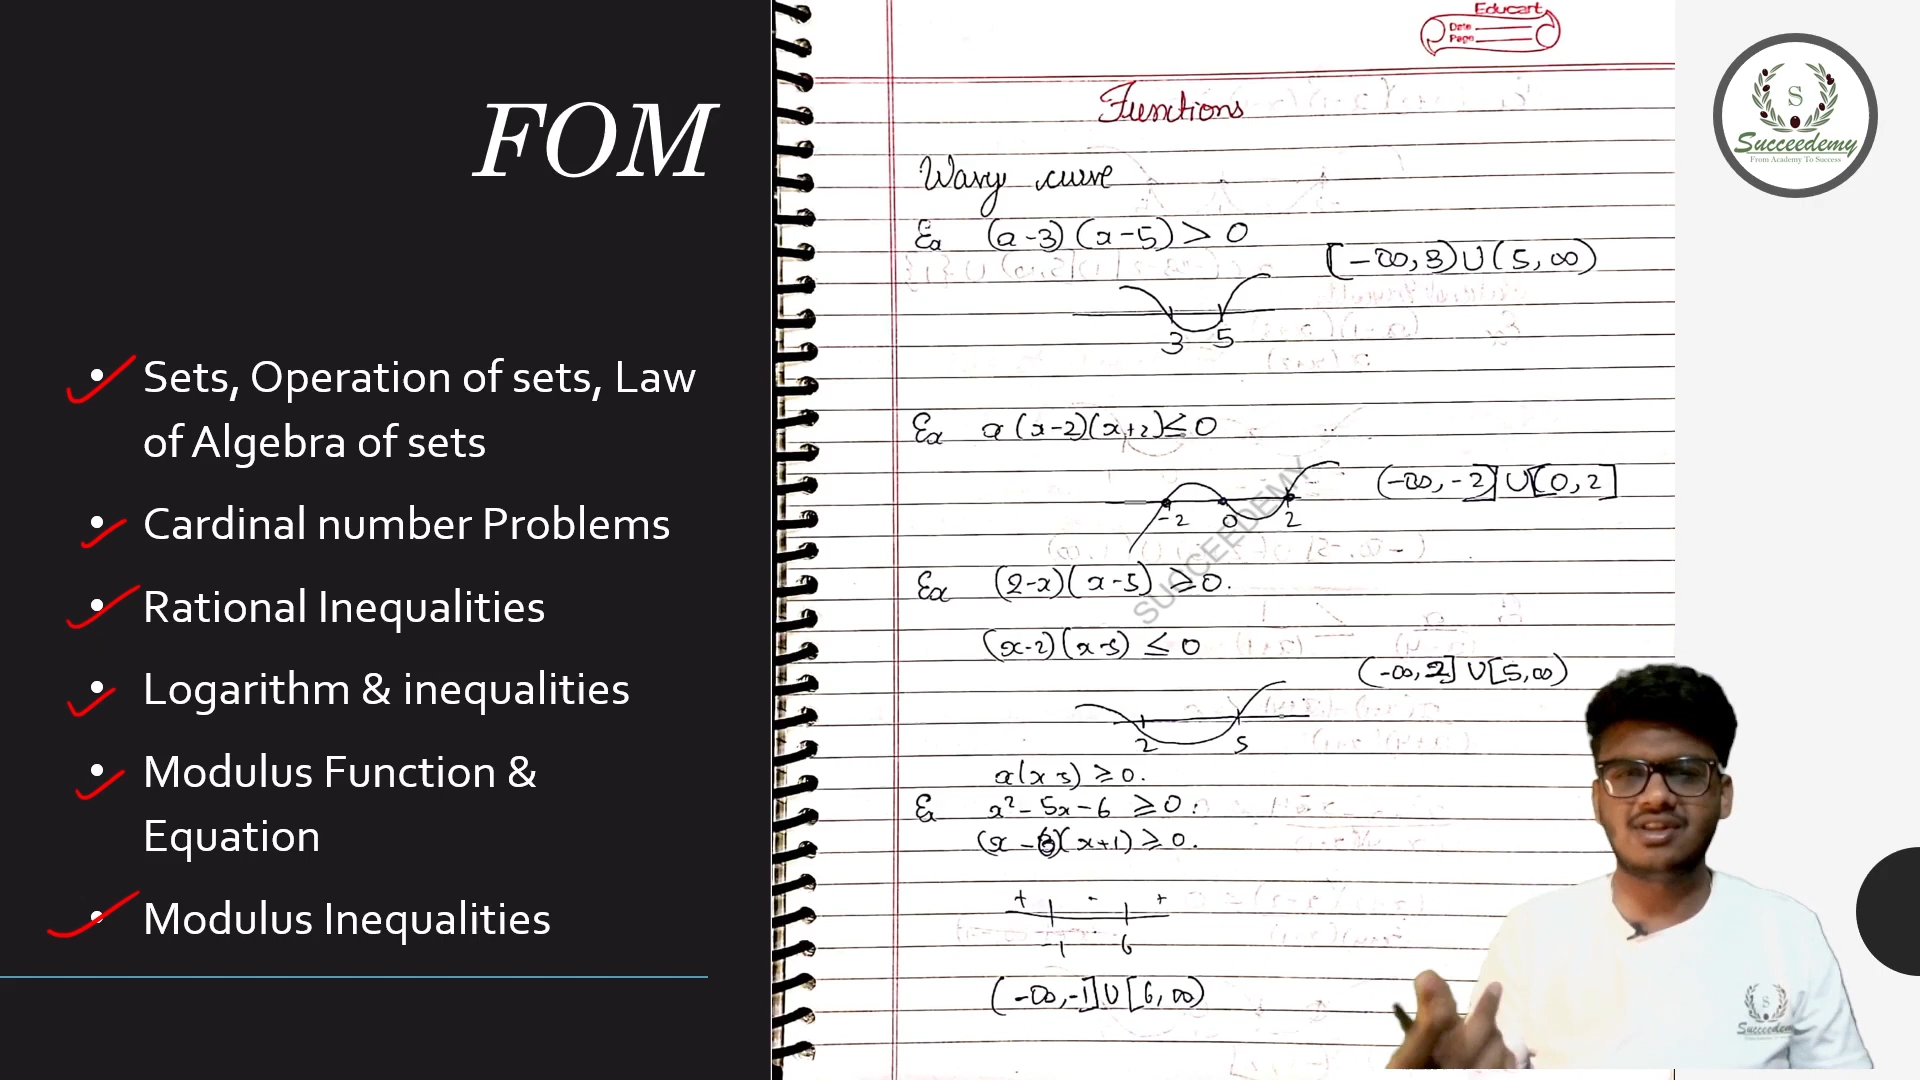 FOM
Sets, Operation of sets, Law
of Algebra of sets
Cardinal number Problems
Rational Inequalities
Logarithm & inequalities
Modulus Function &
Equation
Modulus Inequalities
Educart
Date
Page
Functions
Wavy curve
Ex (x-3) (x-5) > 0
[-∞, 3) ∪ (5, ∞)
3 5
Ex x (x-2)(x+2) ≤ 0
(-∞, -2] ∪ [0, 2]
-2 0 2
Ex (2-x)(x-5) ≥ 0.
(x-2)(x-5) ≤ 0
(-∞, 2] ∪ [5, ∞)
2 5
x(x 5) ≥ 0.
Ex x² - 5x - 6 ≥ 0.
(x - 6)(x+1) ≥ 0.
+ - +
-1 6
(-∞, -1] ∪ [6, ∞)
SUCCEEDEMY
S
Succeedemy
From Academy To Success
S
Succeedemy